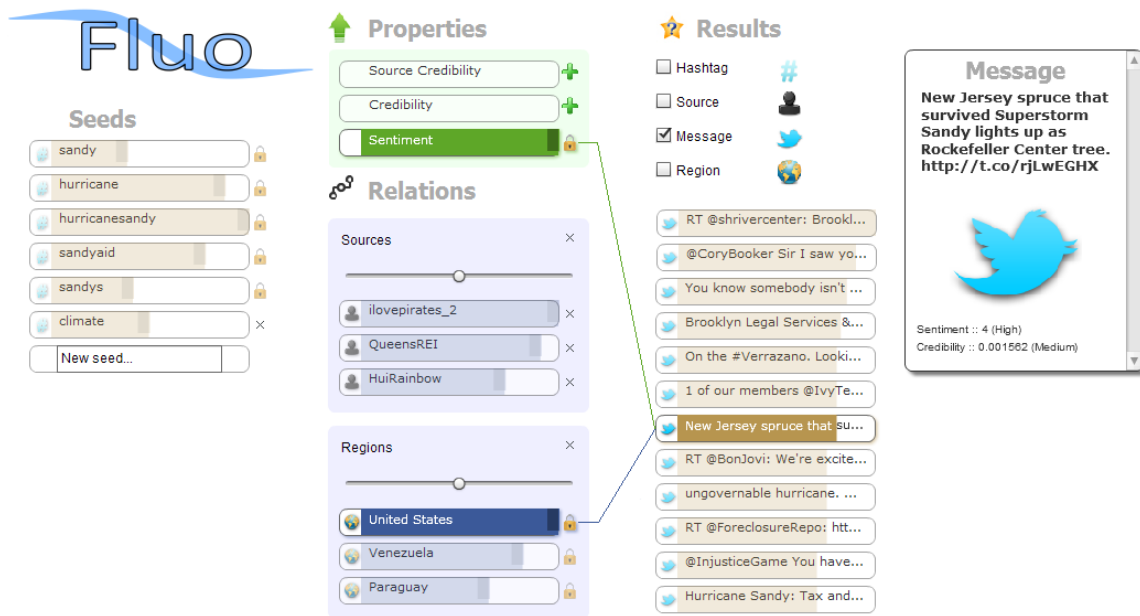 Fluo
Seeds
sandy
hurricane
hurricanesandy
sandyaid
sandys
climate
New seed...
Properties
Source Credibility
Credibility
Sentiment
Relations
Sources
ilovepirates_2
QueensREI
HuiRainbow
Regions
United States
Venezuela
Paraguay
Results
Hashtag
#
Source
Message
Region
RT @shrivercenter: Brookl...
@CoryBooker Sir I saw yo...
You know somebody isn't ...
Brooklyn Legal Services &...
On the #Verrazano. Looki...
1 of our members @IvyTe...
New Jersey spruce that su...
RT @BonJovi: We're excite...
ungovernable hurricane. ...
RT @ForeclosureRepo: htt...
@InjusticeGame You have...
Hurricane Sandy: Tax and...
Message
New Jersey spruce that
survived Superstorm
Sandy lights up as
Rockefeller Center tree.
http://t.co/rjLwEGHX
Sentiment :: 4 (High)
Credibility :: 0.001562 (Medium)